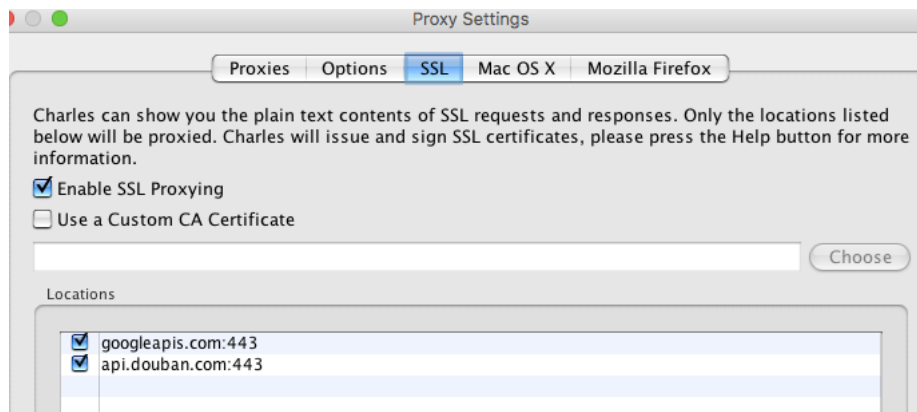 Proxy Settings
Proxies Options SSL Mac OS X Mozilla Firefox
Charles can show you the plain text contents of SSL requests and responses. Only the locations listed
below will be proxied. Charles will issue and sign SSL certificates, please press the Help button for more
information.
Enable SSL Proxying
Use a Custom CA Certificate
Choose
Locations
googleapis.com:443
api.douban.com:443